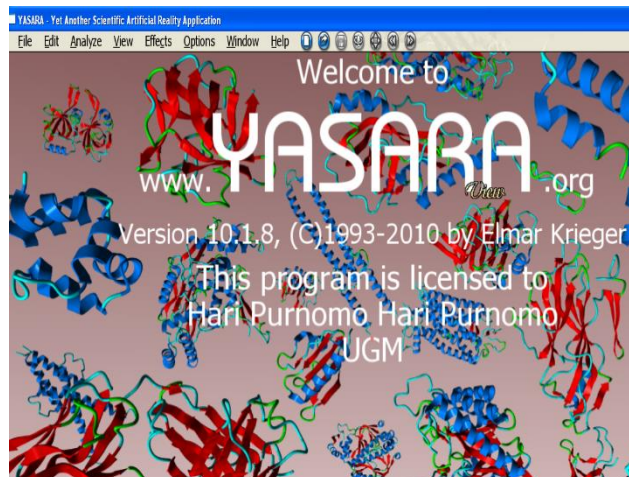 YASARA - Yet Another Scientific Artificial Reality Application
File Edit Analyze View Effects Options Window Help
Welcome to
www.YASARA.org
View
Version 10.1.8, (C)1993-2010 by Elmar Krieger
This program is licensed to
Hari Purnomo Hari Purnomo
UGM